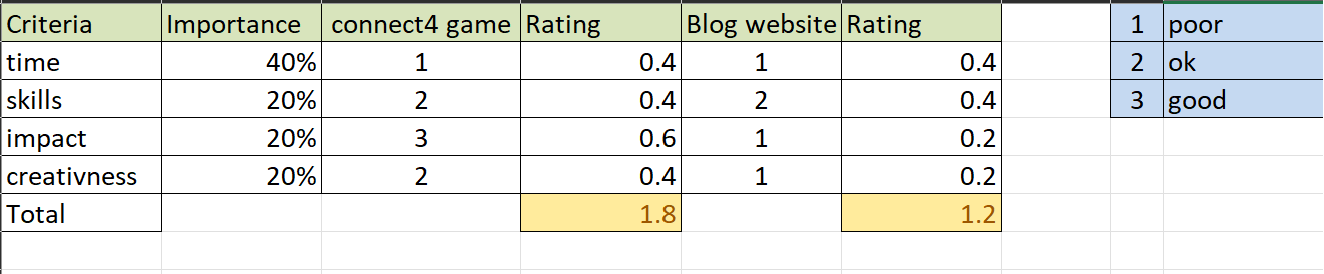 Criteria Importance connect4 game Rating Blog website Rating 1 poor
time 40% 1 0.4 1 0.4 2 ok
skills 20% 2 0.4 2 0.4 3 good
impact 20% 3 0.6 1 0.2
creativness 20% 2 0.4 1 0.2
Total 1.8 1.2